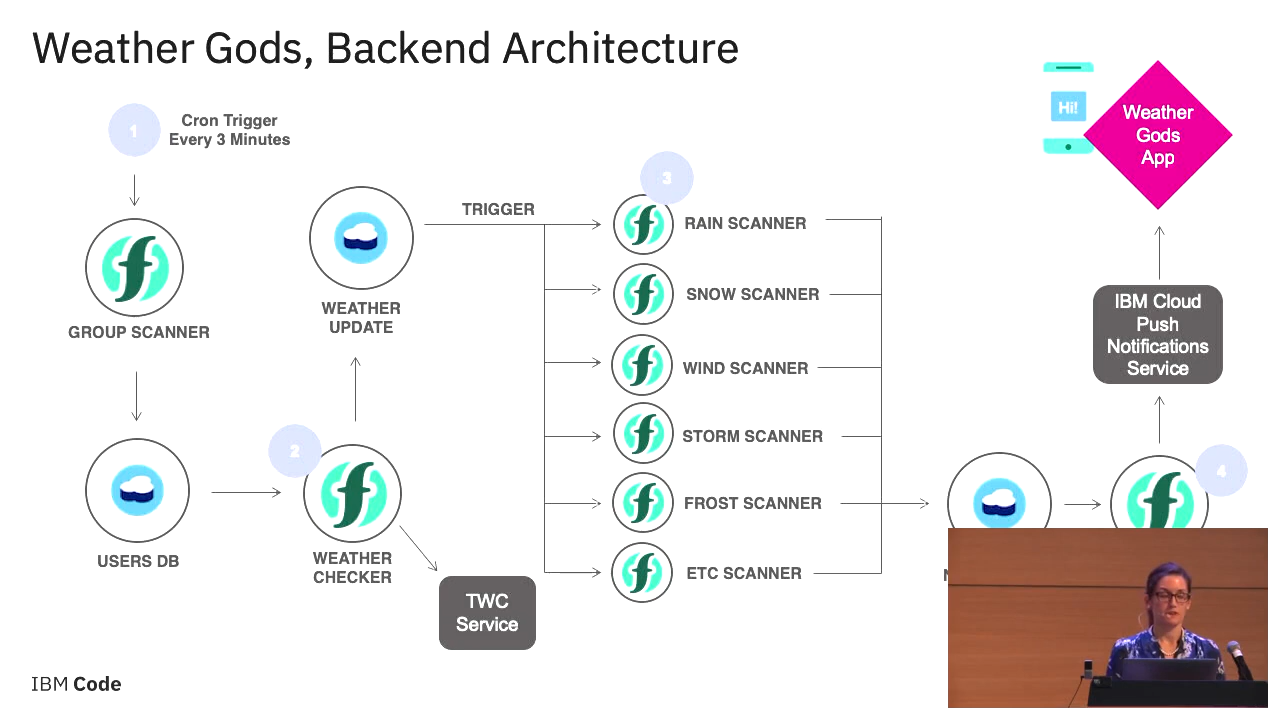 Weather Gods, Backend Architecture
1
Cron Trigger
Every 3 Minutes
GROUP SCANNER
USERS DB
2
WEATHER
CHECKER
TWC
Service
WEATHER
UPDATE
TRIGGER
3
RAIN SCANNER
SNOW SCANNER
WIND SCANNER
STORM SCANNER
FROST SCANNER
ETC SCANNER
4
IBM Cloud
Push
Notifications
Service
Hi!
Weather
Gods
App
IBM Code